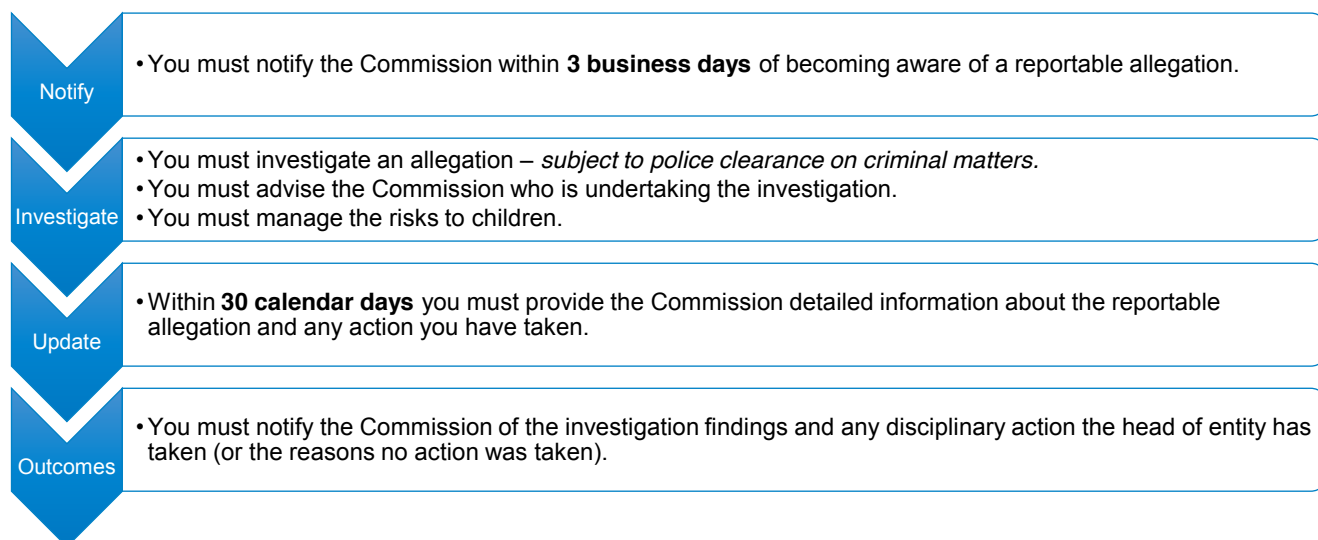 Notify
• You must notify the Commission within 3 business days of becoming aware of a reportable allegation.
Investigate
• You must investigate an allegation – subject to police clearance on criminal matters.
• You must advise the Commission who is undertaking the investigation.
• You must manage the risks to children.
Update
• Within 30 calendar days you must provide the Commission detailed information about the reportable
allegation and any action you have taken.
Outcomes
• You must notify the Commission of the investigation findings and any disciplinary action the head of entity has
taken (or the reasons no action was taken).